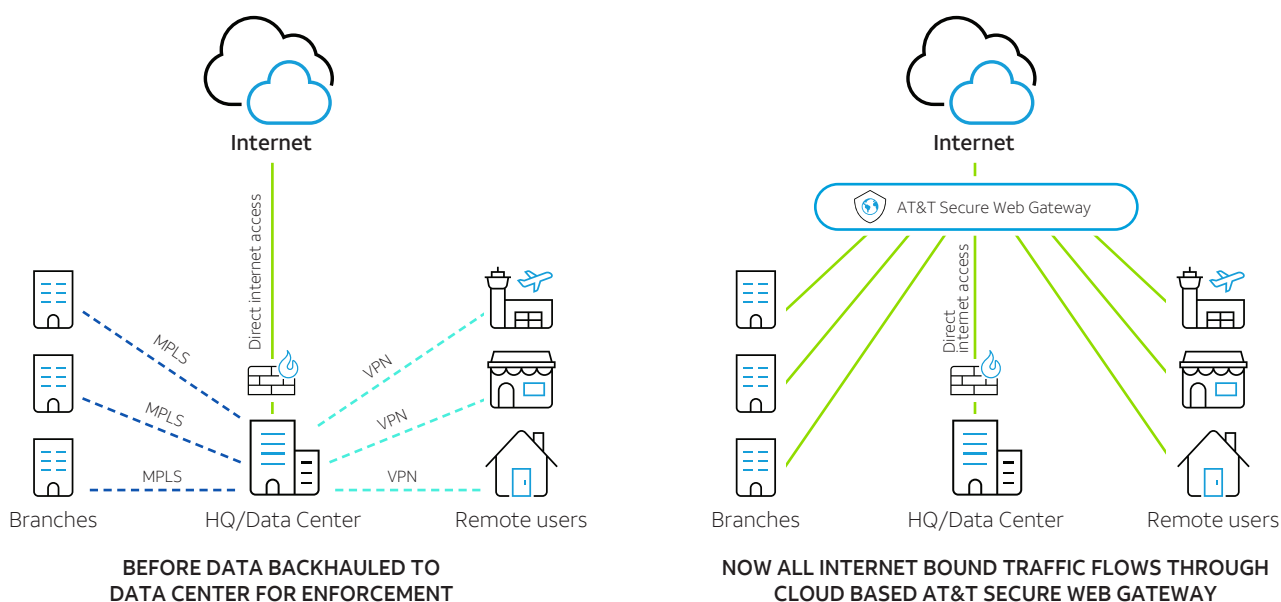 Internet
Direct internet access
MPLS
MPLS
MPLS
VPN
VPN
VPN
Branches
HQ/Data Center
Remote users
BEFORE DATA BACKHAULED TO
DATA CENTER FOR ENFORCEMENT
Internet
AT&T Secure Web Gateway
Direct
internet access
Branches
HQ/Data Center
Remote users
NOW ALL INTERNET BOUND TRAFFIC FLOWS THROUGH
CLOUD BASED AT&T SECURE WEB GATEWAY